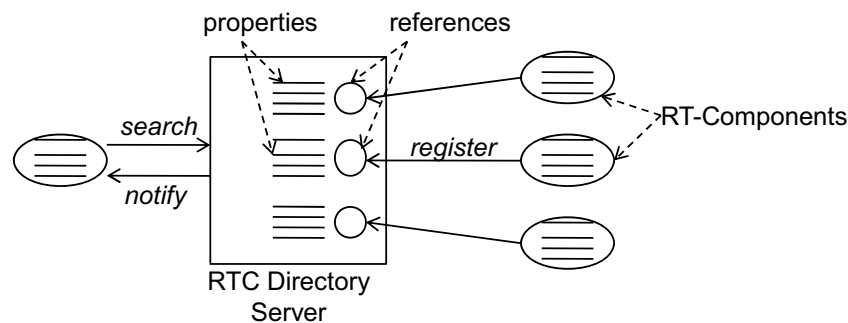 properties
references
search
notify
register
RT-Components
RTC Directory
Server